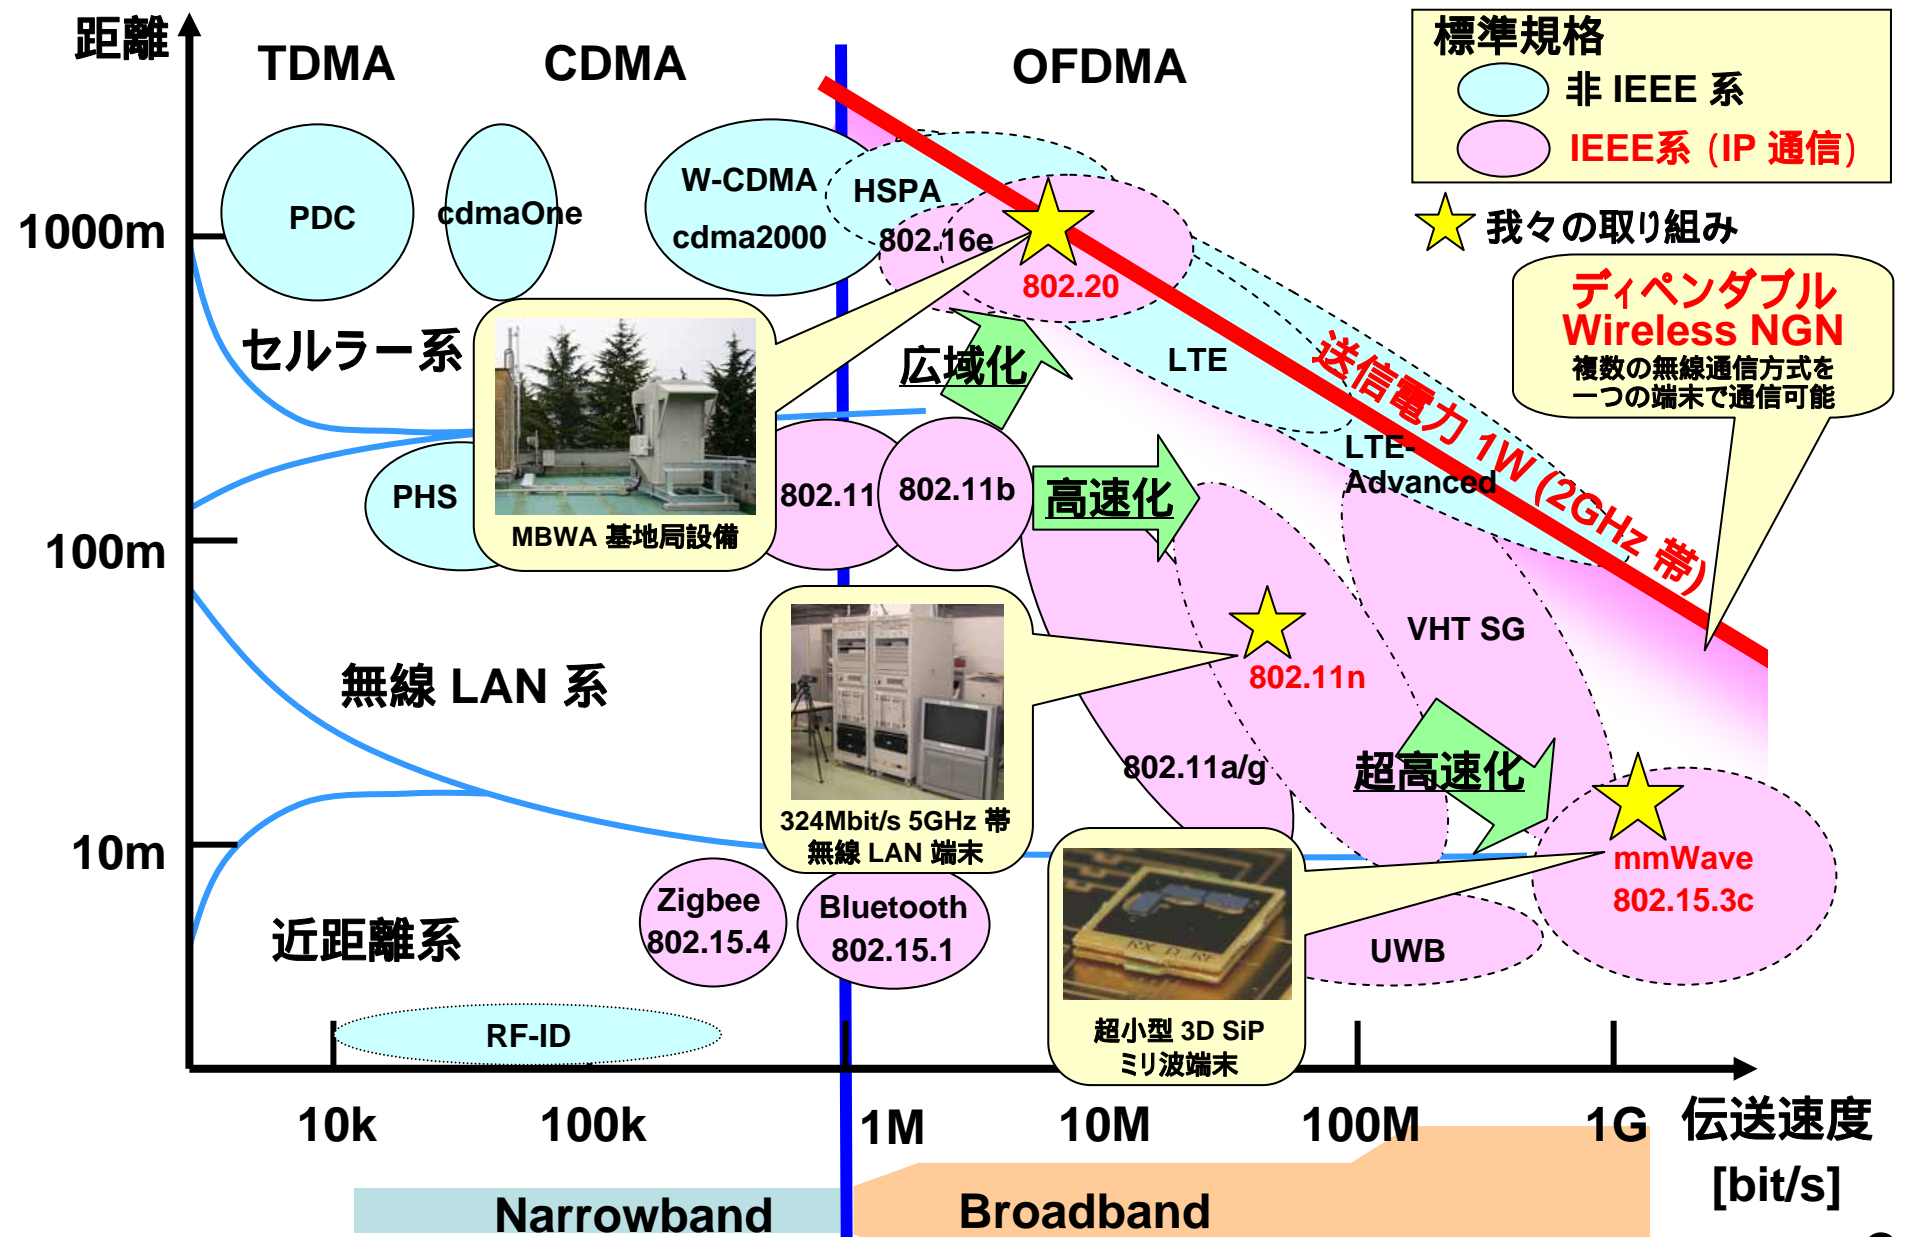 距離
TDMA
CDMA
OFDMA
標準規格
非 IEEE 系
IEEE系 (IP 通信)
我々の取り組み
1000m
PDC
cdmaOne
W-CDMA
cdma2000
HSPA
802.16e
802.20
ディペンダブル
Wireless NGN
複数の無線通信方式を
一つの端末で通信可能
セルラー系
広域化
LTE
送信電力 1W (2GHz 帯)
LTE-
Advanced
PHS
MBWA 基地局設備
802.11
802.11b
高速化
100m
無線 LAN 系
802.11n
VHT SG
802.11a/g
超高速化
324Mbit/s 5GHz 帯
無線 LAN 端末
10m
mmWave
802.15.3c
近距離系
Zigbee
802.15.4
Bluetooth
802.15.1
UWB
RX D RF
超小型 3D SiP
ミリ波端末
RF-ID
10k
100k
1M
10M
100M
1G
伝送速度
[bit/s]
Narrowband
Broadband